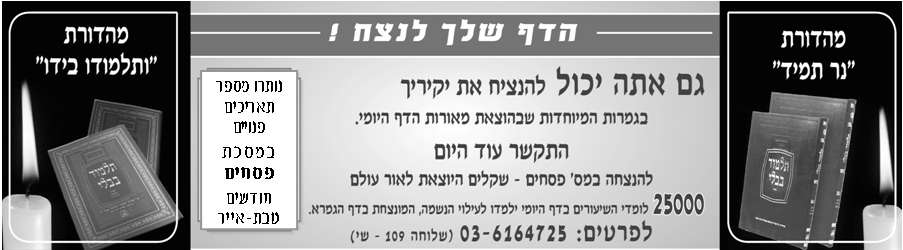 הדף שלך לנצח !
מהדורת
"נר תמיד"
תלמוד
בבלי
גם אתה יכול להנציח את יקיריך
בגמרות המיוחדות שבהוצאת מאורות הדף היומי.
התקשר עוד היום
להנצחה במס' פסחים - שקלים היוצאת לאור עולם
25000 לומדי השיעורים בדף היומי ילמדו לעילוי הנשמה, המונצחת בדף הגמרא.
לפרטים: 03-6164725 (שלוחה 109 - שי)
נותרו מספר
תאריכים
פנויים
במסכת
פסחים
חודשים
טבת-אייר
מהדורת
"ותלמודו בידו"
תלמוד
בבלי